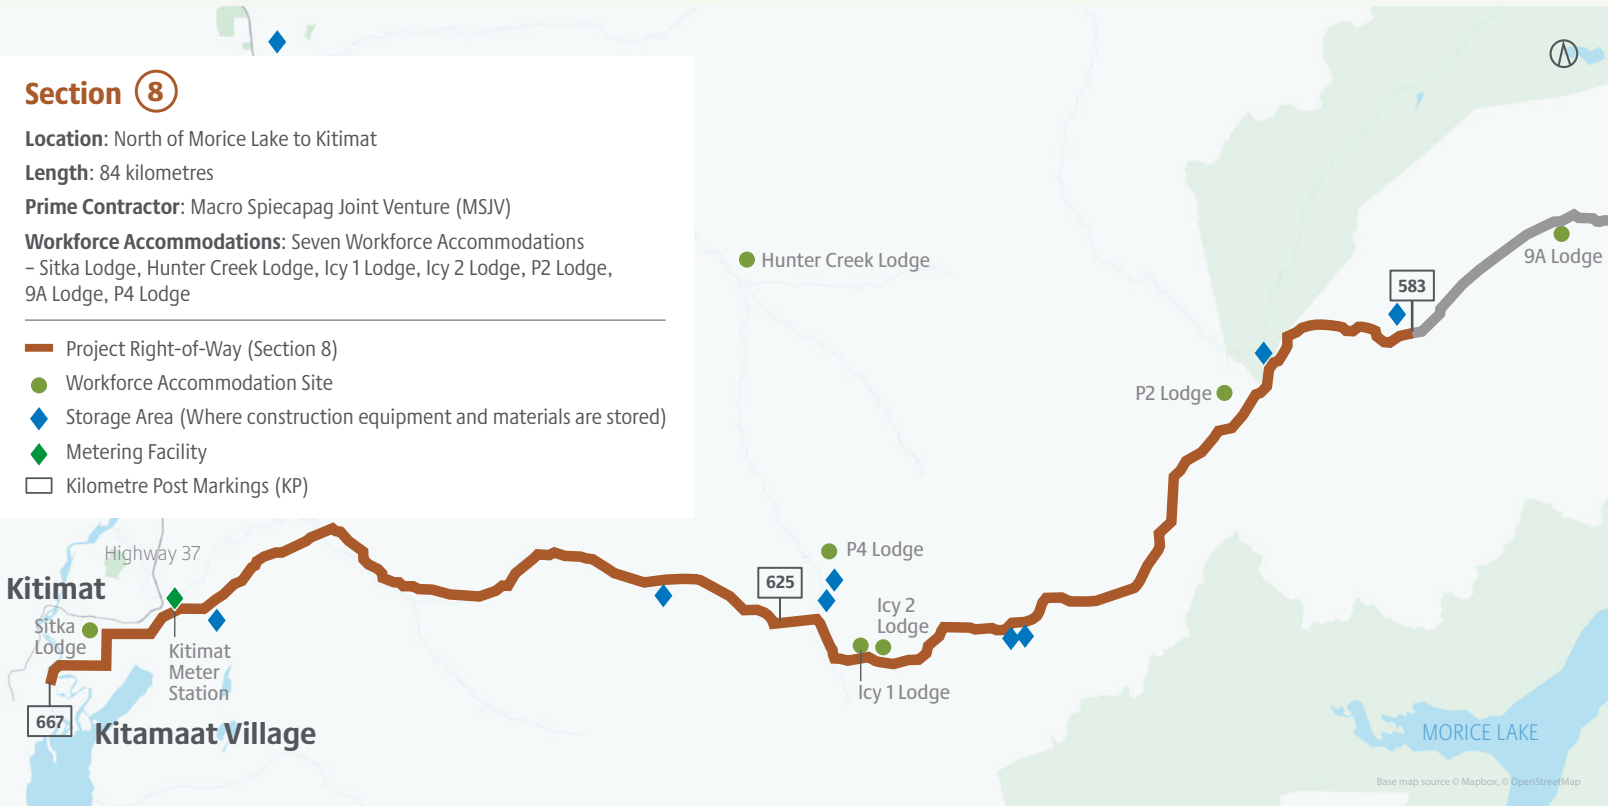 Section 8
Location: North of Morice Lake to Kitimat
Length: 84 kilometres
Prime Contractor: Macro Spiecapag Joint Venture (MSJV)
Workforce Accommodations: Seven Workforce Accommodations
– Sitka Lodge, Hunter Creek Lodge, Icy 1 Lodge, Icy 2 Lodge, P2 Lodge,
9A Lodge, P4 Lodge
Project Right-of-Way (Section 8)
Workforce Accommodation Site
Storage Area (Where construction equipment and materials are stored)
Metering Facility
Kilometre Post Markings (KP)
Hunter Creek Lodge
9A Lodge
583
P2 Lodge
Highway 37
P4 Lodge
Kitimat
625
Icy 2
Lodge
Sitka
Lodge
Kitimat
Meter
Station
Icy 1 Lodge
667
Kitamaat Village
MORICE LAKE
Base map source © Mapbox, © OpenStreetMap